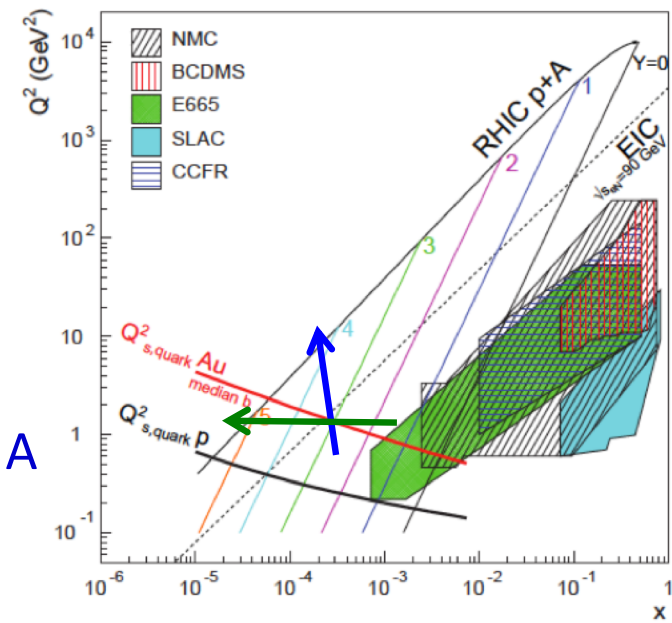 Q² (GeV²)
10⁴
10³
10²
10
1
10⁻¹
NMC
BCDMS
E665
SLAC
CCFR
RHIC p+A
Y=0
1
2
3
4
5
EIC
√s_eN=90 GeV
Q²s,quark Au
median b
Q²s,quark p
A
10⁻⁶
10⁻⁵
10⁻⁴
10⁻³
10⁻²
10⁻¹
1
x